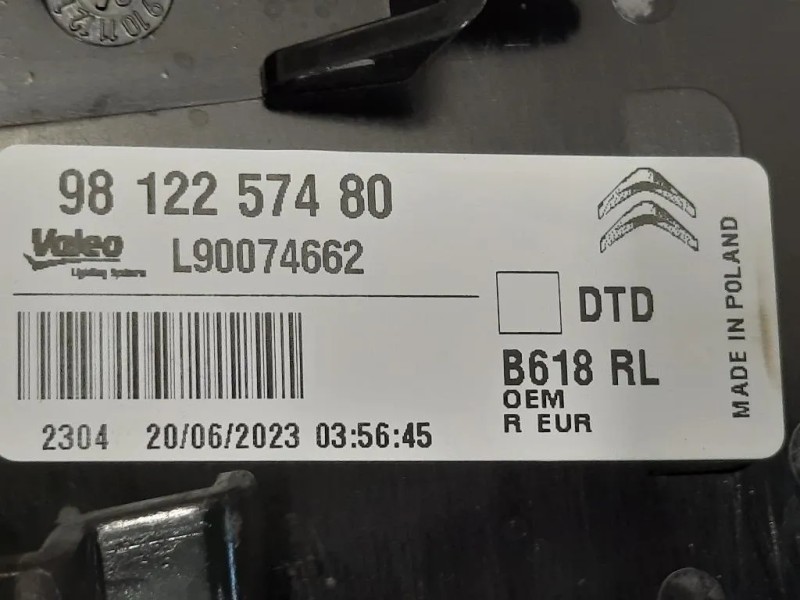 98 122 574 80
Valeo
Lighting Systems
L90074662
DTD
B618 RL
OEM
R EUR
2304 20/06/2023 03:56:45
MADE IN POLAND